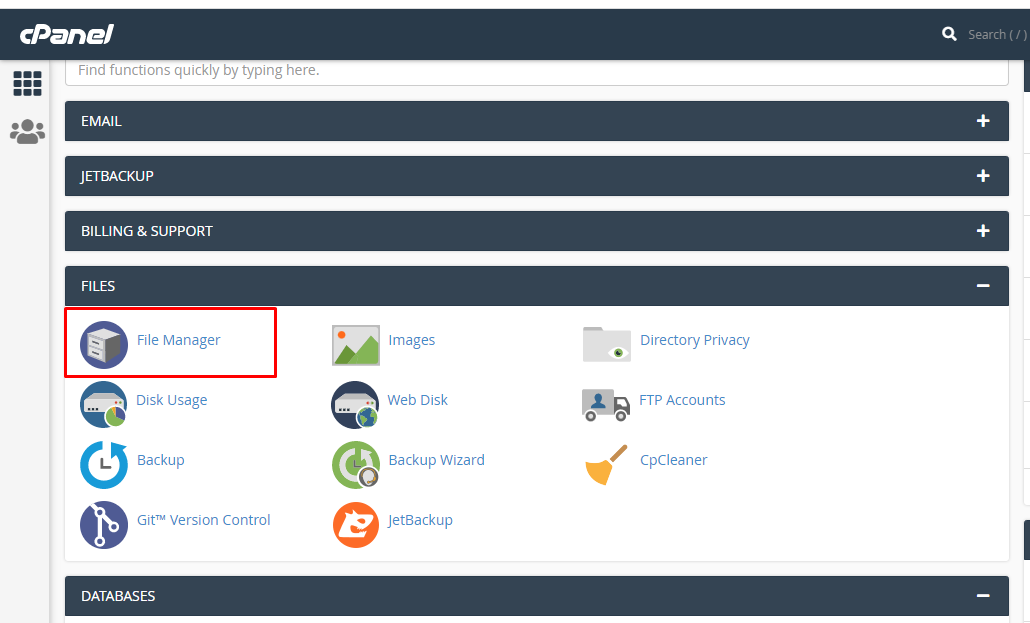 cPanel
Search ( / )
Find functions quickly by typing here.
EMAIL
JETBACKUP
BILLING & SUPPORT
FILES
File Manager
Images
Directory Privacy
Disk Usage
Web Disk
FTP Accounts
Backup
Backup Wizard
CpCleaner
Git™ Version Control
JetBackup
DATABASES